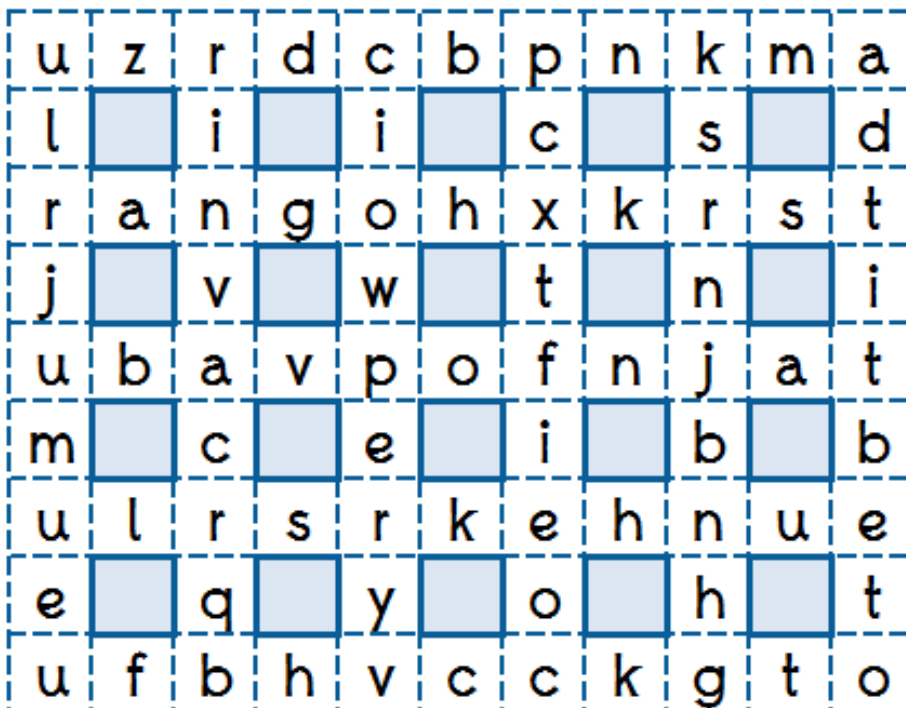 u z r d c b p n k m a
l i i c s d
r a n g o h x k r s t
j v w t n i
u b a v p o f n j a t
m c e i b b
u l r s r k e h n u e
e q y o h t
u f b h v c c k g t o